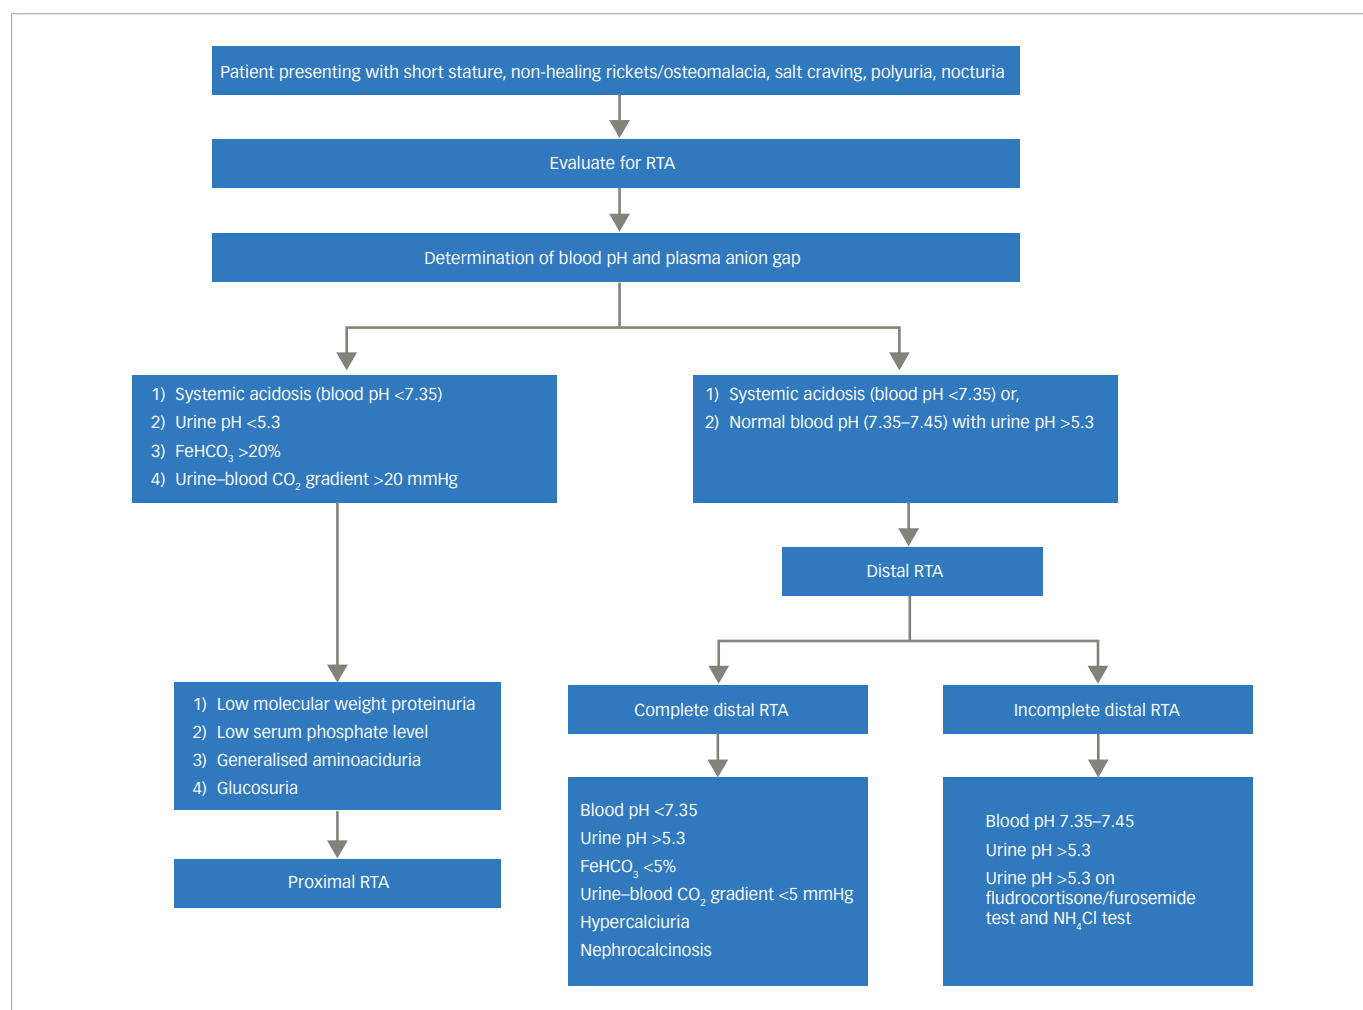 Patient presenting with short stature, non-healing rickets/osteomalacia, salt craving, polyuria, nocturia
Evaluate for RTA
Determination of blood pH and plasma anion gap
1) Systemic acidosis (blood pH <7.35)
2) Urine pH <5.3
3) FeHCO₃ >20%
4) Urine–blood CO₂ gradient >20 mmHg
1) Systemic acidosis (blood pH <7.35) or,
2) Normal blood pH (7.35–7.45) with urine pH >5.3
Distal RTA
1) Low molecular weight proteinuria
2) Low serum phosphate level
3) Generalised aminoaciduria
4) Glucosuria
Proximal RTA
Complete distal RTA
Blood pH <7.35
Urine pH >5.3
FeHCO₃ <5%
Urine–blood CO₂ gradient <5 mmHg
Hypercalciuria
Nephrocalcinosis
Incomplete distal RTA
Blood pH 7.35–7.45
Urine pH >5.3
Urine pH >5.3 on
fludrocortisone/furosemide
test and NH₄Cl test